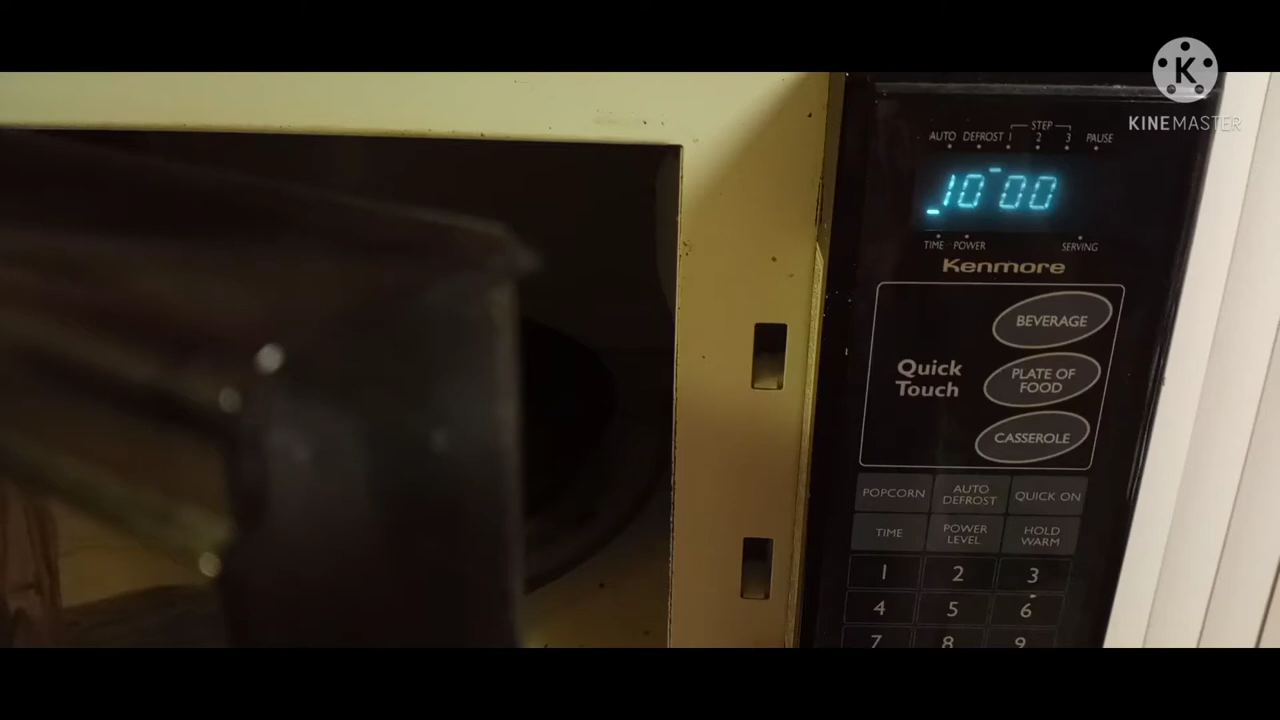 KINEMASTER
STEP
AUTO DEFROST 1 2 3 PAUSE
10:00
TIME POWER SERVING
Kenmore
BEVERAGE
Quick
Touch
PLATE OF
FOOD
CASSEROLE
POPCORN AUTO
DEFROST QUICK ON
TIME POWER
LEVEL HOLD
WARM
1 2 3
4 5 6
7 8 9